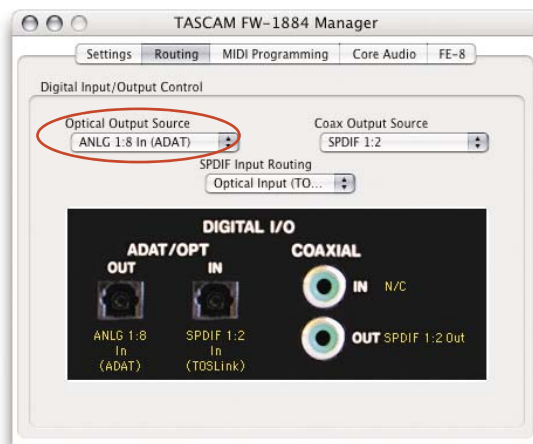 TASCAM FW-1884 Manager
Settings Routing MIDI Programming Core Audio FE-8
Digital Input/Output Control
Optical Output Source
ANLG 1:8 In (ADAT)
Coax Output Source
SPDIF 1:2
SPDIF Input Routing
Optical Input (TO...
DIGITAL I/O
ADAT/OPT
OUT IN
COAXIAL
IN N/C
OUT SPDIF 1:2 Out
ANLG 1:8
In
(ADAT)
SPDIF 1:2
In
(TOSLink)